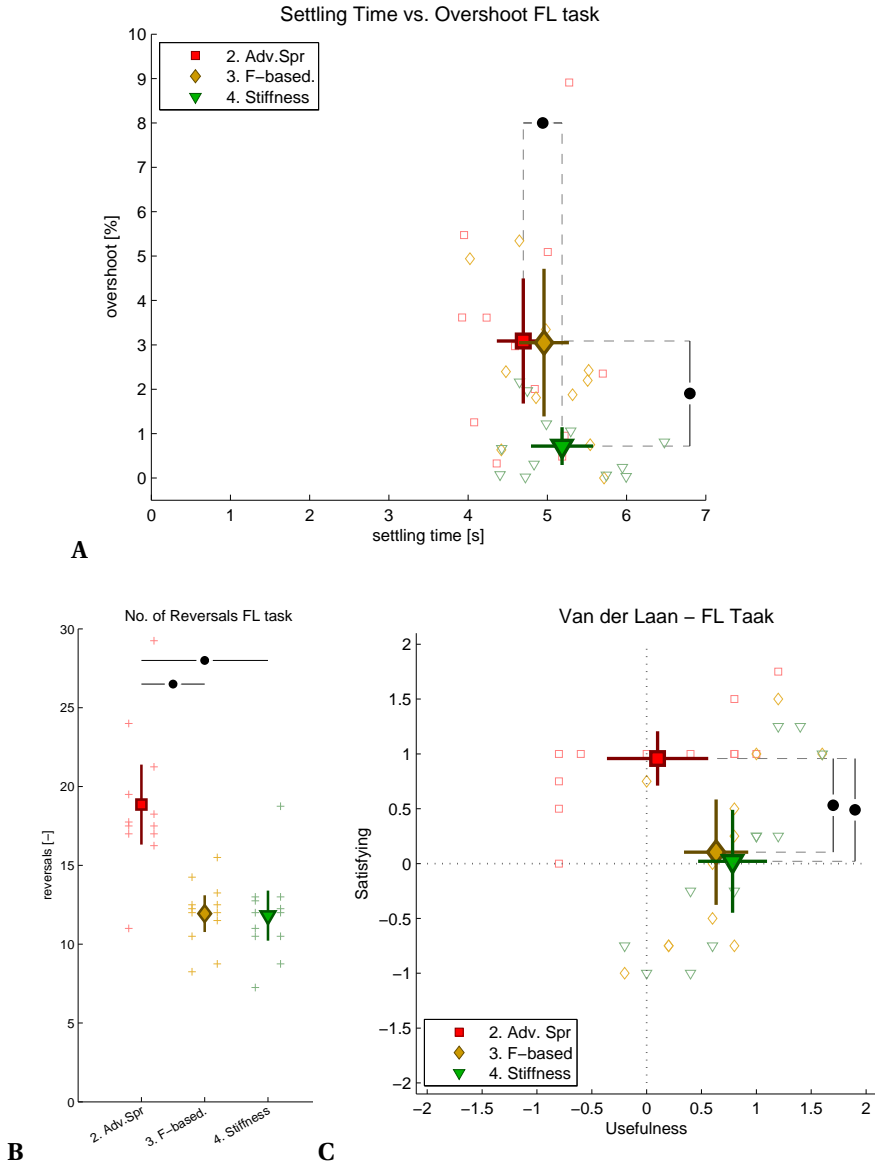 Settling Time vs. Overshoot FL task
2. Adv.Spr
3. F−based.
4. Stiffness
10
9
8
7
6
5
4
3
2
1
0
overshoot [%]
0 1 2 3 4 5 6 7
settling time [s]
A
No. of Reversals FL task
30
25
20
15
10
5
0
reversals [−]
2. Adv.Spr
3. F−based.
4. Stiffness
B
Van der Laan − FL Taak
2
1.5
1
0.5
0
−0.5
−1
−1.5
−2
Satisfying
2. Adv. Spr
3. F−based
4. Stiffness
−2 −1.5 −1 −0.5 0 0.5 1 1.5 2
Usefulness
C